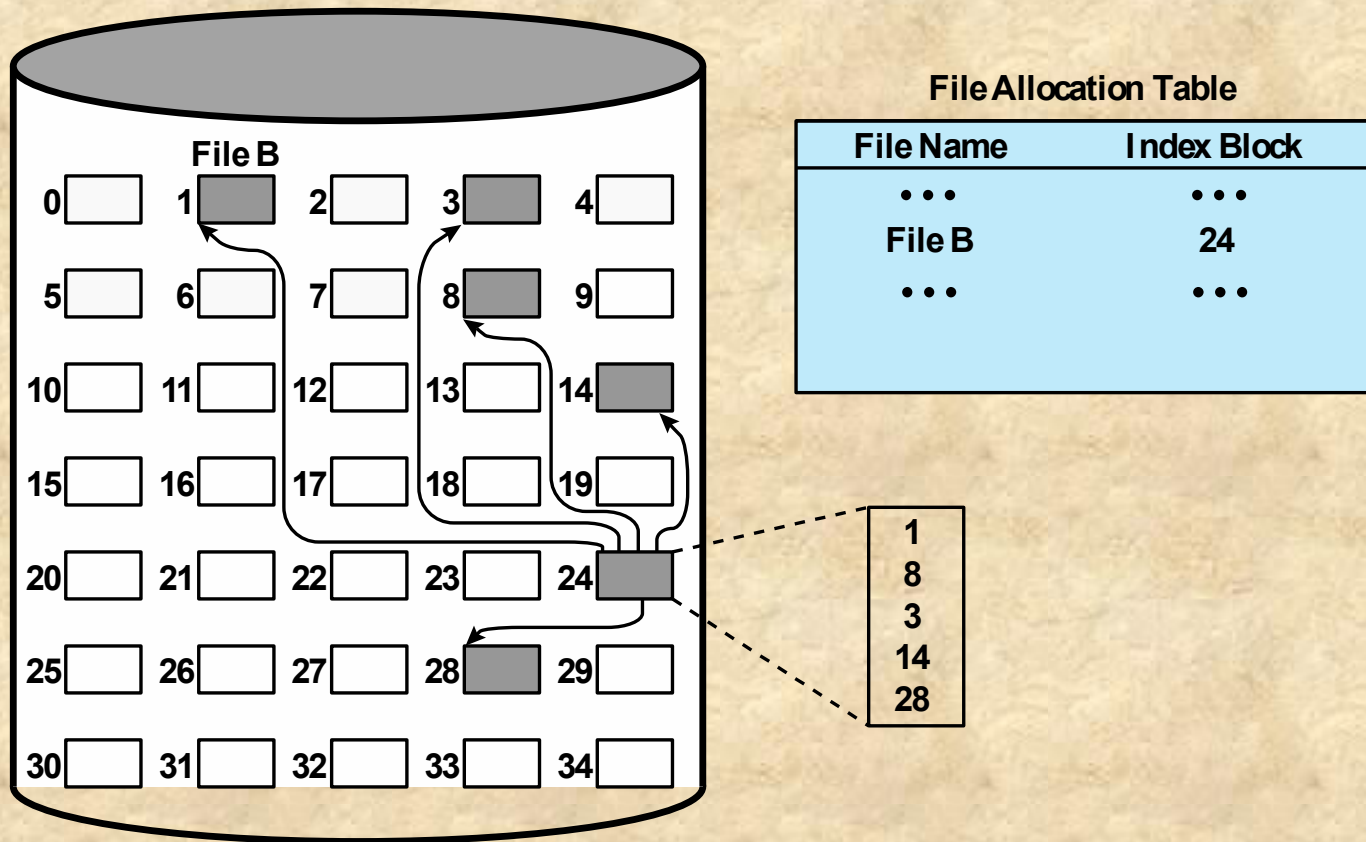 File B
0 1 2 3 4
5 6 7 8 9
10 11 12 13 14
15 16 17 18 19
20 21 22 23 24
25 26 27 28 29
30 31 32 33 34
File Allocation Table
File Name Index Block
• • • • • •
File B 24
• • • • • •
1
8
3
14
28